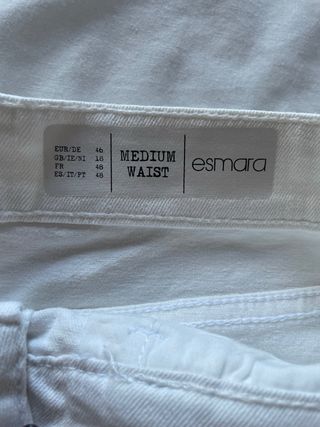 EUR/DE 46
GB/IE/NI 18
FR 48
ES/IT/PT 48
MEDIUM
WAIST
esmara